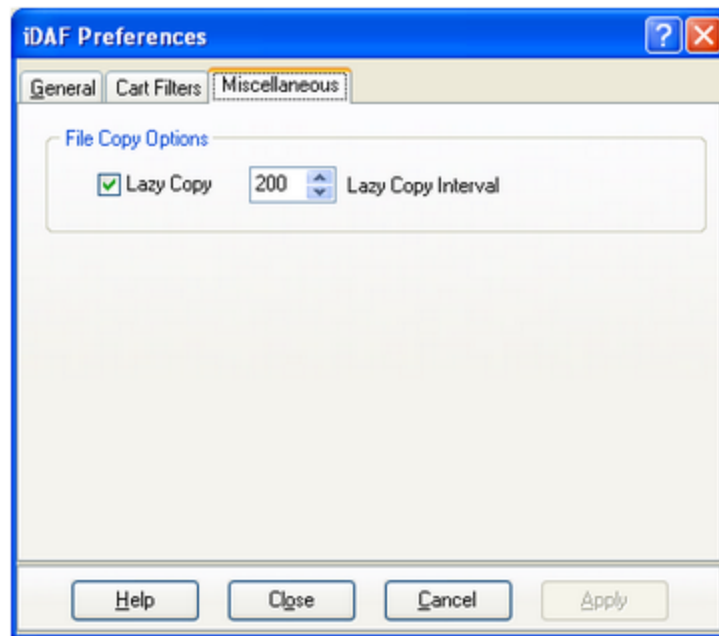 iDAF Preferences
General Cart Filters Miscellaneous
File Copy Options
Lazy Copy 200 Lazy Copy Interval
Help Close Cancel Apply